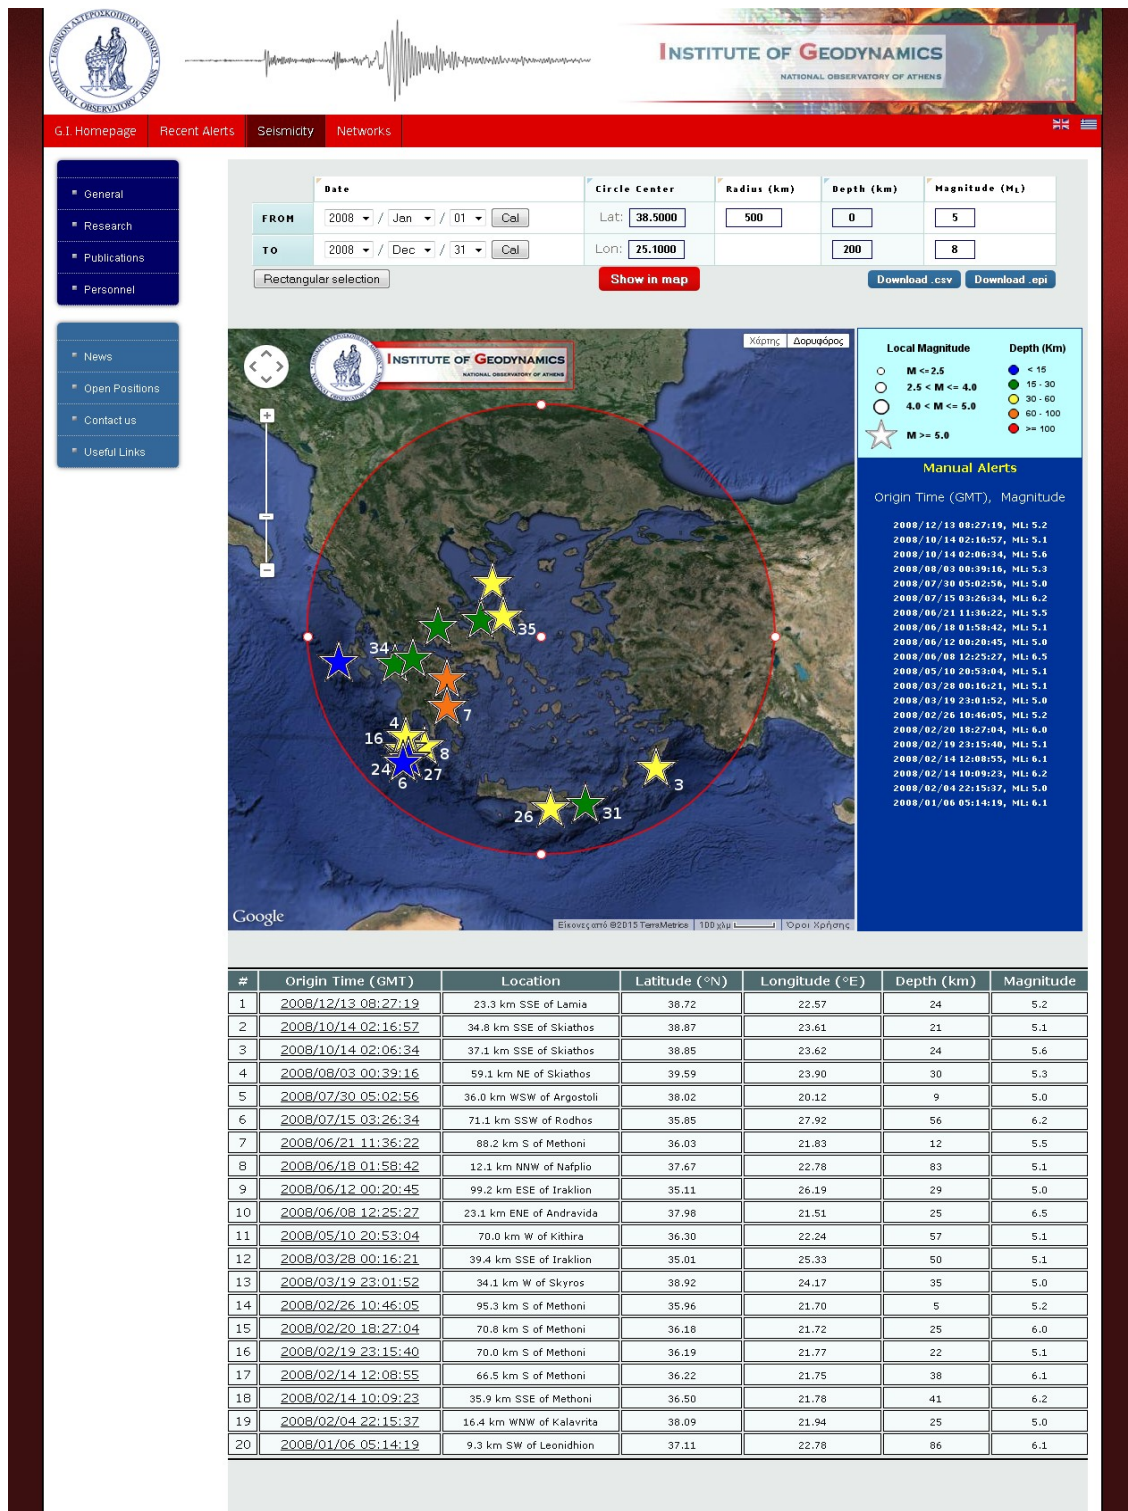 ΕΘΝΙΚΟΝ ΑΣΤΕΡΟΣΚΟΠΕΙΟΝ ΑΘΗΝΩΝ
NATIONAL OBSERVATORY ATHENS
INSTITUTE OF GEODYNAMICS
NATIONAL OBSERVATORY OF ATHENS
G.I. Homepage Recent Alerts Seismicity Networks
General
Research
Publications
Personnel
News
Open Positions
Contact us
Useful Links
Date Circle Center Radius (km) Depth (km) Magnitude (ML)
FROM 2008 / Jan / 01 Cal Lat: 38.5000 500 0 5
TO 2008 / Dec / 31 Cal Lon: 25.1000 200 8
Rectangular selection Show in map Download .csv Download .epi
INSTITUTE OF GEODYNAMICS
NATIONAL OBSERVATORY OF ATHENS
Χάρτης Δορυφόρος
35
34
7
4
16
8
24
27
6
3
26
31
Google
Εικόνες από ©2015 TerraMetrics 100 χλμ Όροι Χρήσης
Local Magnitude Depth (Km)
M <= 2.5 < 15
2.5 < M <= 4.0 15 - 30
4.0 < M <= 5.0 30 - 60
60 - 100
M >= 5.0 >= 100
Manual Alerts
Origin Time (GMT), Magnitude
2008/12/13 08:27:19, ML: 5.2
2008/10/14 02:16:57, ML: 5.1
2008/10/14 02:06:34, ML: 5.6
2008/08/03 00:39:16, ML: 5.3
2008/07/30 05:02:56, ML: 5.0
2008/07/15 03:26:34, ML: 6.2
2008/06/21 11:36:22, ML: 5.5
2008/06/18 01:58:42, ML: 5.1
2008/06/12 00:20:45, ML: 5.0
2008/06/08 12:25:27, ML: 6.5
2008/05/10 20:53:04, ML: 5.1
2008/03/28 00:16:21, ML: 5.1
2008/03/19 23:01:52, ML: 5.0
2008/02/26 10:46:05, ML: 5.2
2008/02/20 18:27:04, ML: 6.0
2008/02/19 23:15:40, ML: 5.1
2008/02/14 12:08:55, ML: 6.1
2008/02/14 10:09:23, ML: 6.2
2008/02/04 22:15:37, ML: 5.0
2008/01/06 05:14:19, ML: 6.1
# Origin Time (GMT) Location Latitude (°N) Longitude (°E) Depth (km) Magnitude
1 2008/12/13 08:27:19 23.3 km SSE of Lamia 38.72 22.57 24 5.2
2 2008/10/14 02:16:57 34.8 km SSE of Skiathos 38.87 23.61 21 5.1
3 2008/10/14 02:06:34 37.1 km SSE of Skiathos 38.85 23.62 24 5.6
4 2008/08/03 00:39:16 59.1 km NE of Skiathos 39.59 23.90 30 5.3
5 2008/07/30 05:02:56 36.0 km WSW of Argostoli 38.02 20.12 9 5.0
6 2008/07/15 03:26:34 71.1 km SSW of Rodhos 35.85 27.92 56 6.2
7 2008/06/21 11:36:22 88.2 km S of Methoni 36.03 21.83 12 5.5
8 2008/06/18 01:58:42 12.1 km NNW of Nafplio 37.67 22.78 83 5.1
9 2008/06/12 00:20:45 99.2 km ESE of Iraklion 35.11 26.19 29 5.0
10 2008/06/08 12:25:27 23.1 km ENE of Andravida 37.98 21.51 25 6.5
11 2008/05/10 20:53:04 70.0 km W of Kithira 36.30 22.24 57 5.1
12 2008/03/28 00:16:21 39.4 km SSE of Iraklion 35.01 25.33 50 5.1
13 2008/03/19 23:01:52 34.1 km W of Skyros 38.92 24.17 35 5.0
14 2008/02/26 10:46:05 95.3 km S of Methoni 35.96 21.70 5 5.2
15 2008/02/20 18:27:04 70.8 km S of Methoni 36.18 21.72 25 6.0
16 2008/02/19 23:15:40 70.0 km S of Methoni 36.19 21.77 22 5.1
17 2008/02/14 12:08:55 66.5 km S of Methoni 36.22 21.75 38 6.1
18 2008/02/14 10:09:23 35.9 km SSE of Methoni 36.50 21.78 41 6.2
19 2008/02/04 22:15:37 16.4 km WNW of Kalavrita 38.09 21.94 25 5.0
20 2008/01/06 05:14:19 9.3 km SW of Leonidhion 37.11 22.78 86 6.1